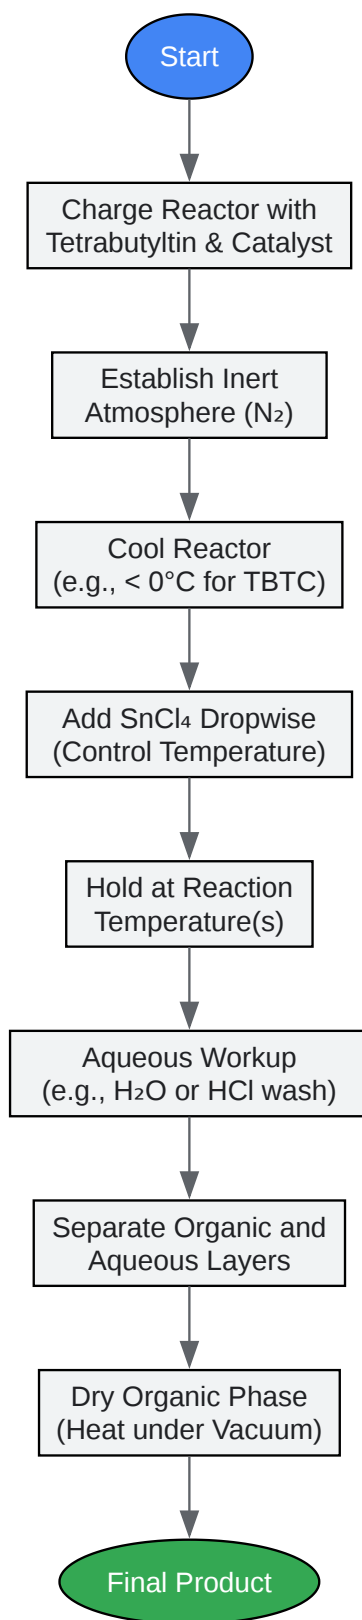 Start
Charge Reactor with
Tetrabutyltin & Catalyst
Establish Inert
Atmosphere (N₂)
Cool Reactor
(e.g., < 0°C for TBTC)
Add SnCl₄ Dropwise
(Control Temperature)
Hold at Reaction
Temperature(s)
Aqueous Workup
(e.g., H₂O or HCl wash)
Separate Organic and
Aqueous Layers
Dry Organic Phase
(Heat under Vacuum)
Final Product